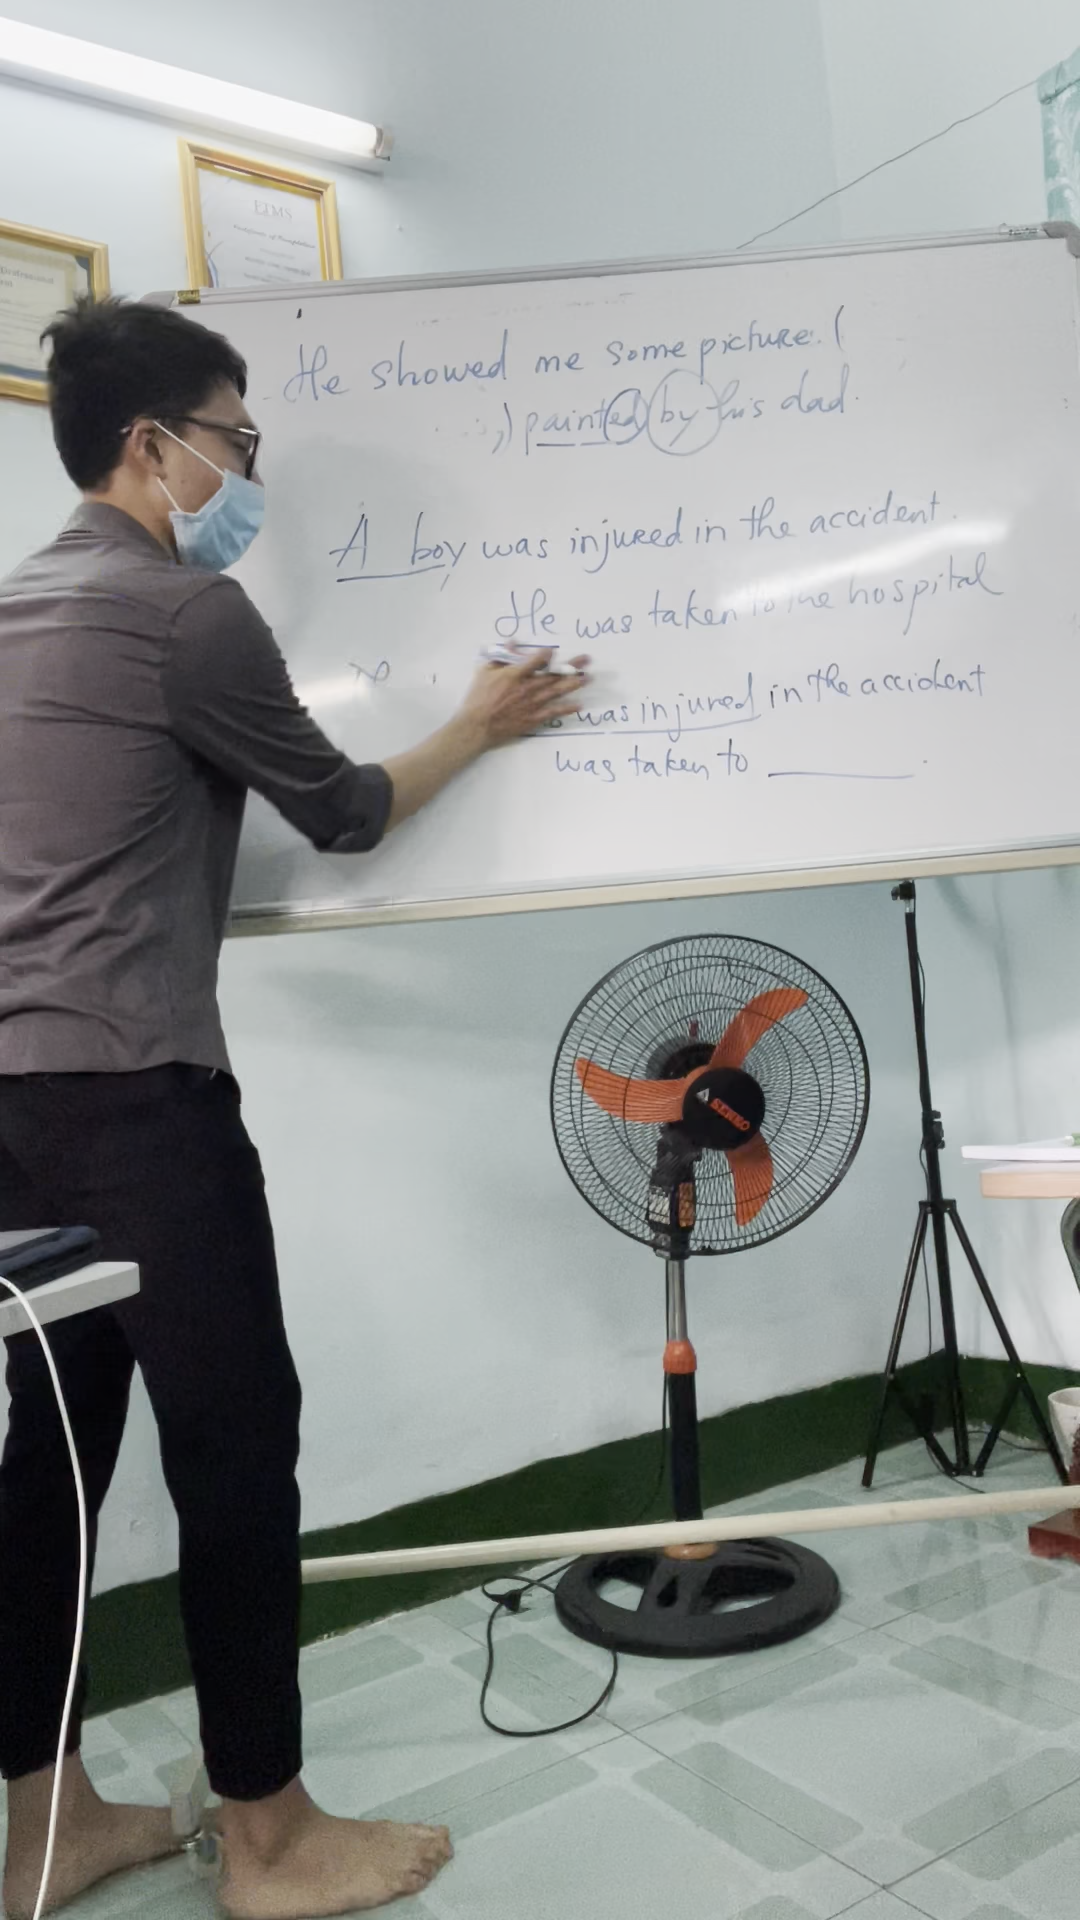 EIMS
He showed me some picture. (
) painted by his dad.
A boy was injured in the accident.
He was taken to the hospital
was injured in the accident
was taken to